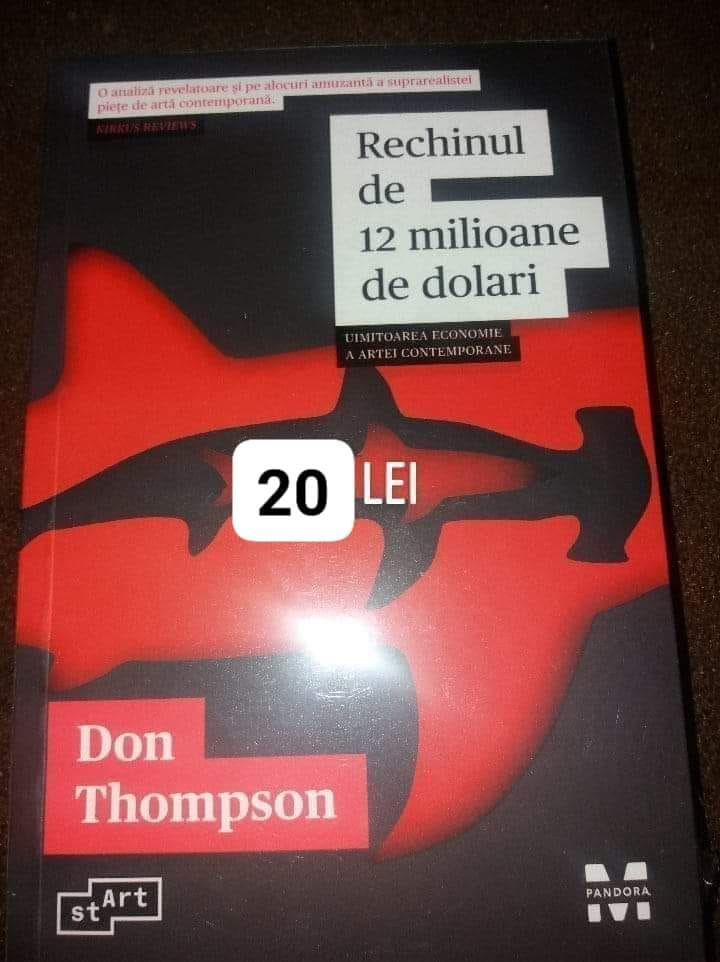 O analiză revelatoare și pe alocuri amuzantă a suprarealistei
piețe de artă contemporană.
KIRKUS REVIEWS
Rechinul
de
12 milioane
de dolari
UIMITOAREA ECONOMIE
A ARTEI CONTEMPORANE
20 LEI
Don
Thompson
stArt
PANDORA
M